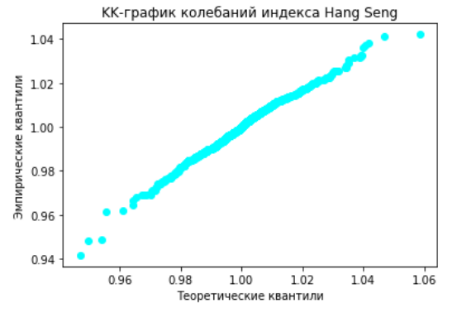 КК-график колебаний индекса Hang Seng
1.04
1.02
1.00
0.98
0.96
0.94
Эмпирические квантили
0.96 0.98 1.00 1.02 1.04 1.06
Теоретические квантили